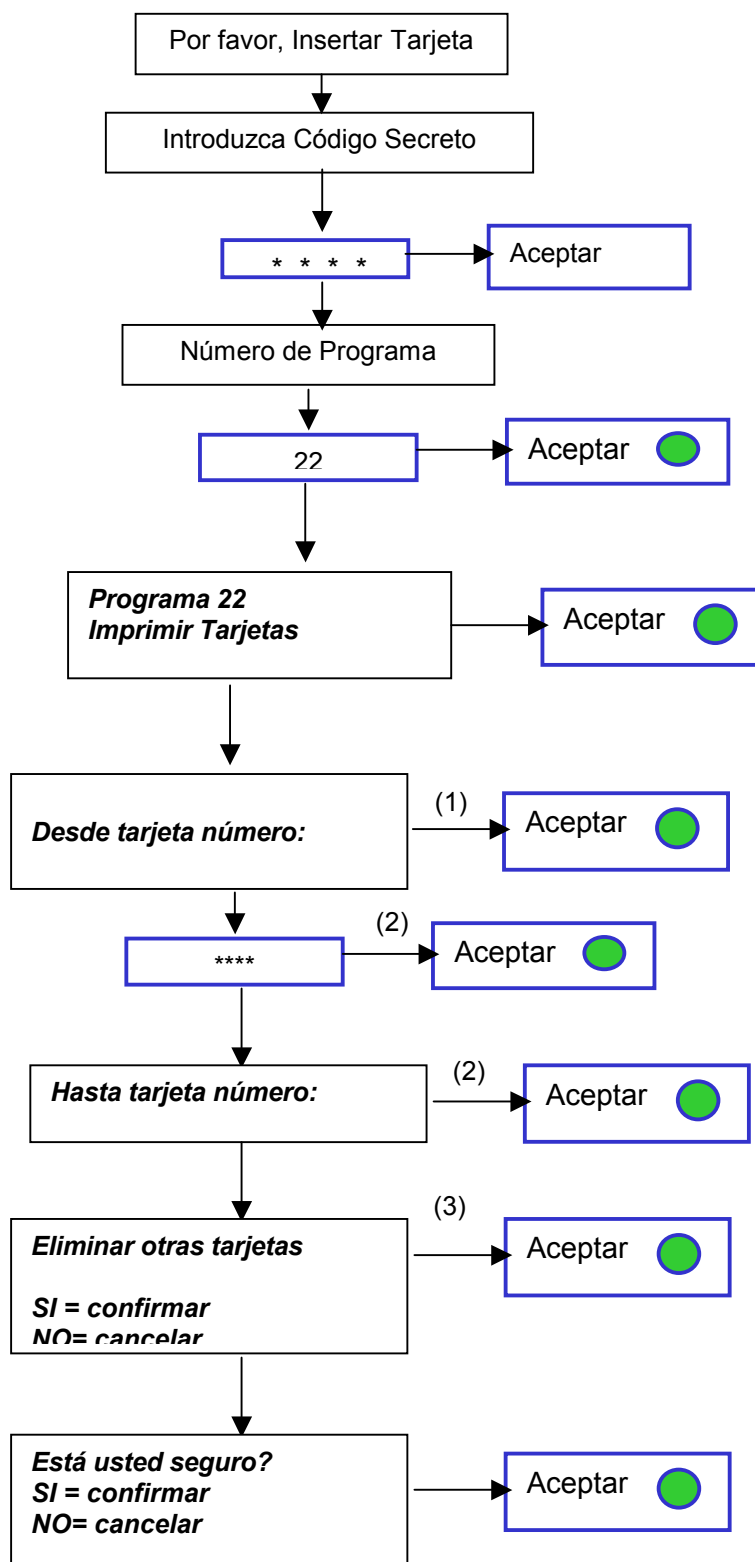 Por favor, Insertar Tarjeta
Introduzca Código Secreto
* * * *
Aceptar
Número de Programa
22
Aceptar
Programa 22
Imprimir Tarjetas
Aceptar
Desde tarjeta número:
(1)
Aceptar
****
(2)
Aceptar
Hasta tarjeta número:
(2)
Aceptar
Eliminar otras tarjetas
SI = confirmar
NO= cancelar
(3)
Aceptar
Está usted seguro?
SI = confirmar
NO= cancelar
Aceptar